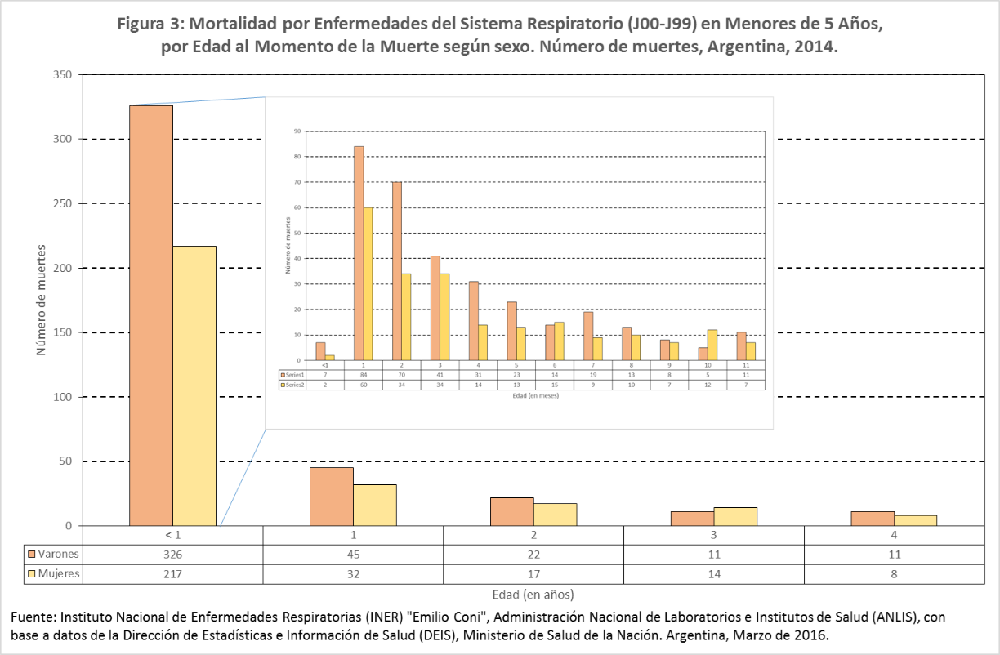 Figura 3: Mortalidad por Enfermedades del Sistema Respiratorio (J00-J99) en Menores de 5 Años,
por Edad al Momento de la Muerte según sexo. Número de muertes, Argentina, 2014.
350
300
250
200
150
100
50
0
Número de muertes
90
80
70
60
50
40
30
20
10
0
Número de muertes
<1 1 2 3 4 5 6 7 8 9 10 11
Series1 7 84 70 41 31 23 14 19 13 8 5 11
Series2 2 60 34 34 14 13 15 9 10 7 12 7
Edad (en meses)
< 1 1 2 3 4
Varones 326 45 22 11 11
Mujeres 217 32 17 14 8
Edad (en años)
Fuente: Instituto Nacional de Enfermedades Respiratorias (INER) "Emilio Coni", Administración Nacional de Laboratorios e Institutos de Salud (ANLIS), con
base a datos de la Dirección de Estadísticas e Información de Salud (DEIS), Ministerio de Salud de la Nación. Argentina, Marzo de 2016.